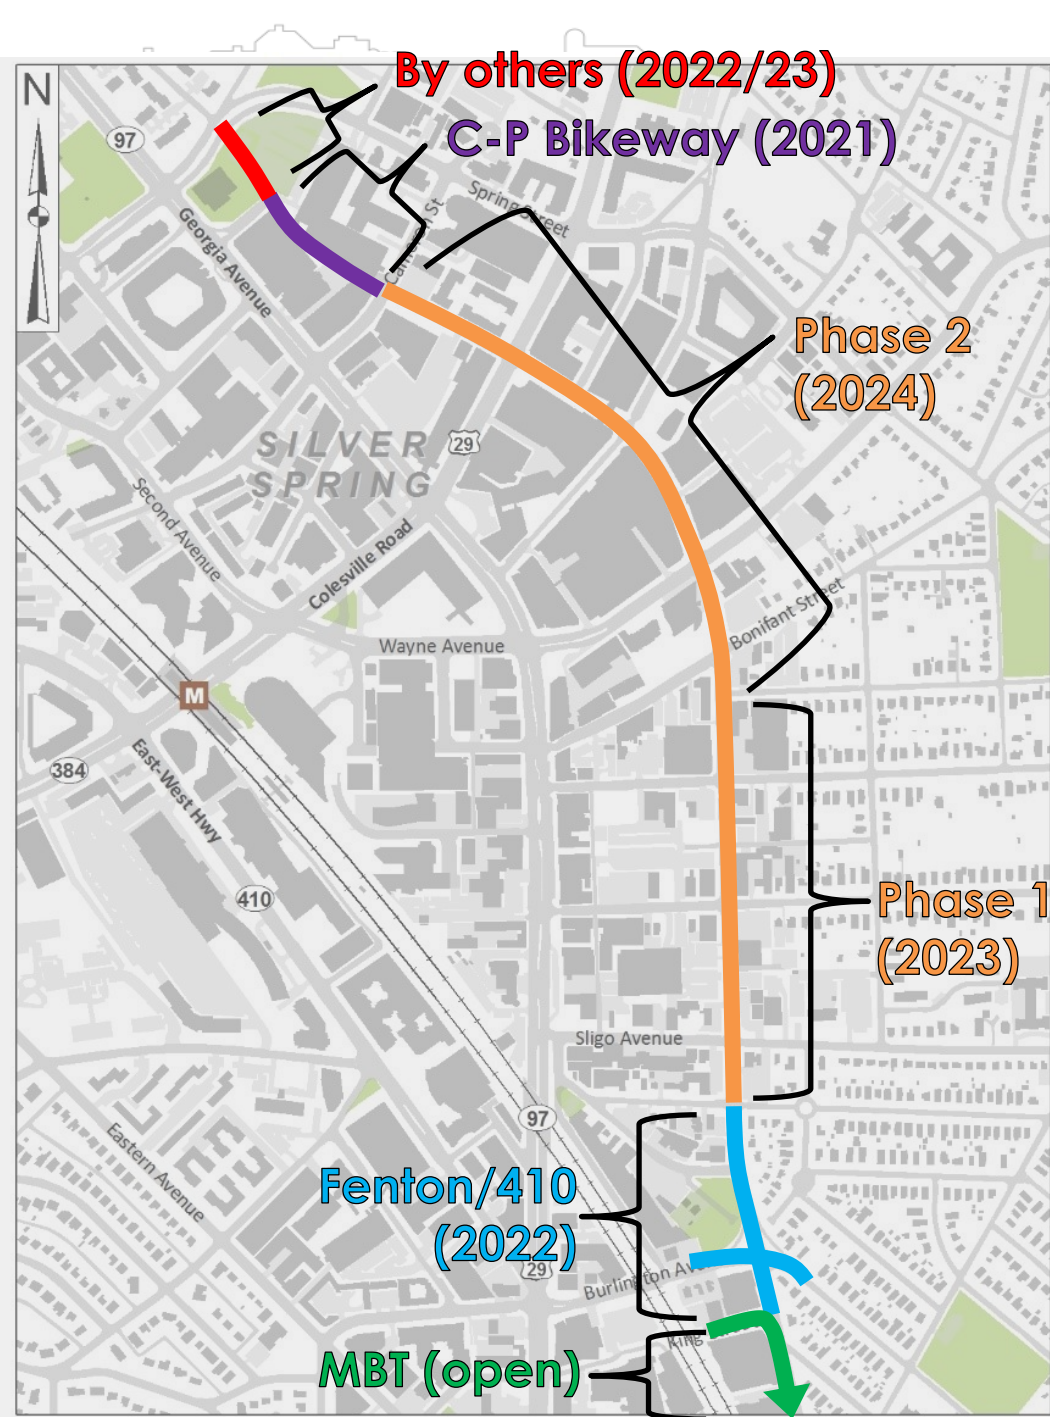 By others (2022/23)
N
97
C-P Bikeway (2021)
Spring Street
Georgia Avenue
Cameron St
Phase 2
(2024)
SILVER
SPRING
29
Second Avenue
Colesville Road
Bonifant Street
Wayne Avenue
M
384
East-West Hwy
410
Phase 1
(2023)
Sligo Avenue
97
Eastern Avenue
Fenton/410
(2022)
29
Burlington Ave
King
MBT (open)